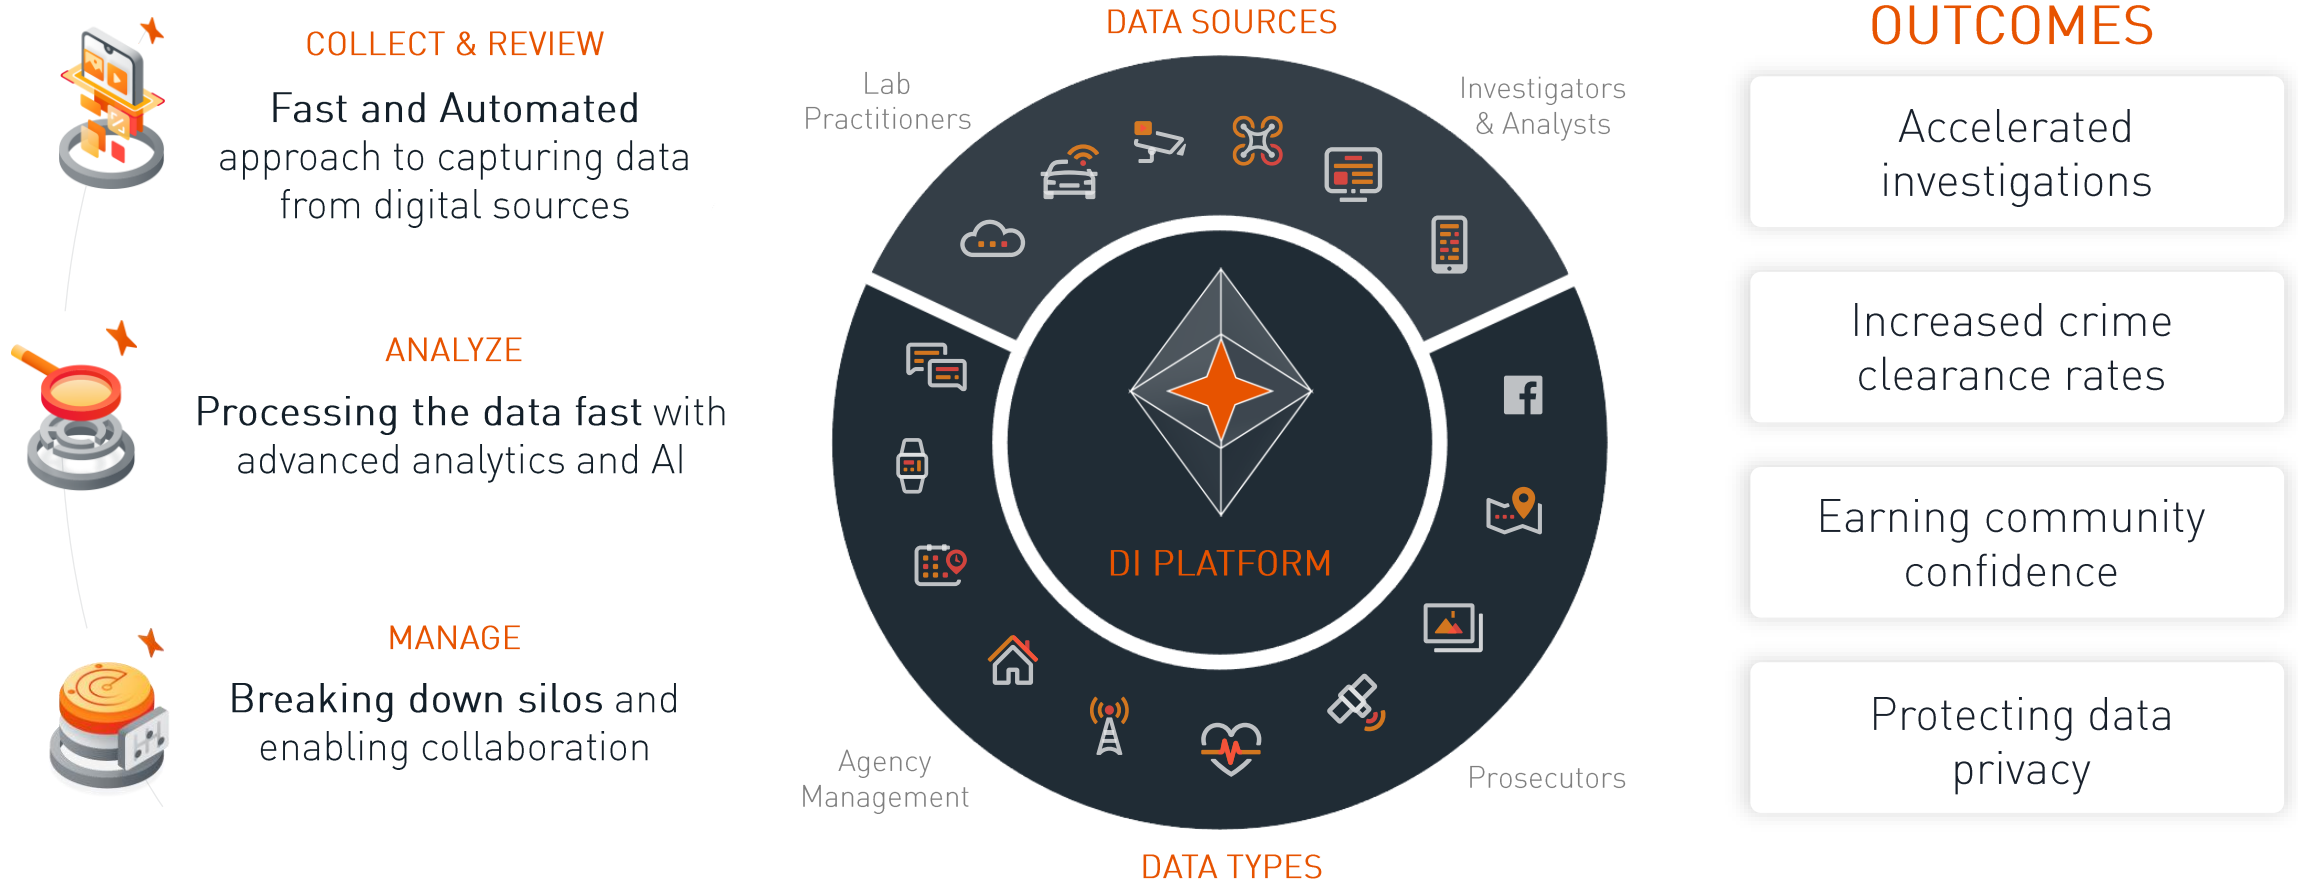 COLLECT & REVIEW
Fast and Automated
approach to capturing data
from digital sources
ANALYZE
Processing the data fast with
advanced analytics and AI
MANAGE
Breaking down silos and
enabling collaboration
DATA SOURCES
Lab
Practitioners
Investigators
& Analysts
DI PLATFORM
Agency
Management
Prosecutors
DATA TYPES
OUTCOMES
Accelerated
investigations
Increased crime
clearance rates
Earning community
confidence
Protecting data
privacy